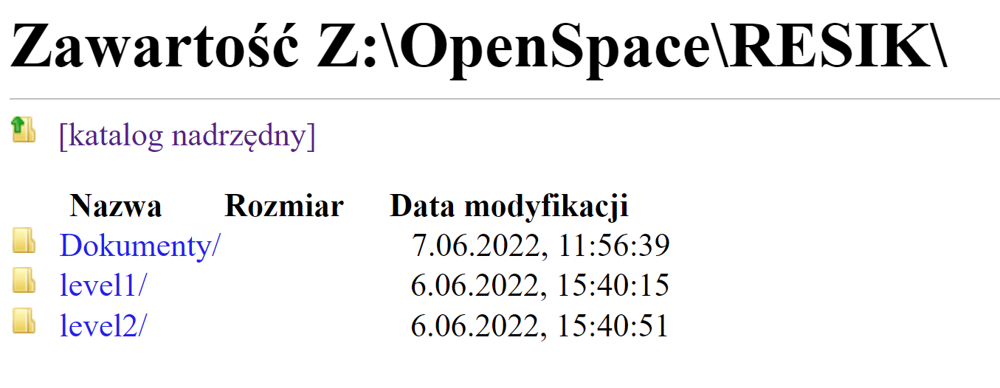 Zawartość Z:\OpenSpace\RESIK\
[katalog nadrzędny]
Nazwa Rozmiar Data modyfikacji
Dokumenty/ 7.06.2022, 11:56:39
level1/ 6.06.2022, 15:40:15
level2/ 6.06.2022, 15:40:51